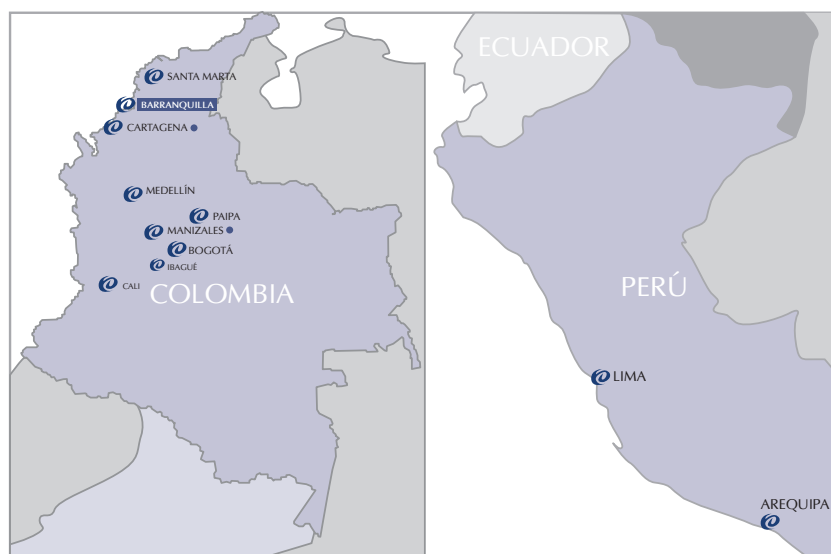 SANTA MARTA
BARRANQUILLA
CARTAGENA
MEDELLÍN
PAIPA
MANIZALES
BOGOTÁ
IBAGUÉ
CALI
COLOMBIA
ECUADOR
PERÚ
LIMA
AREQUIPA